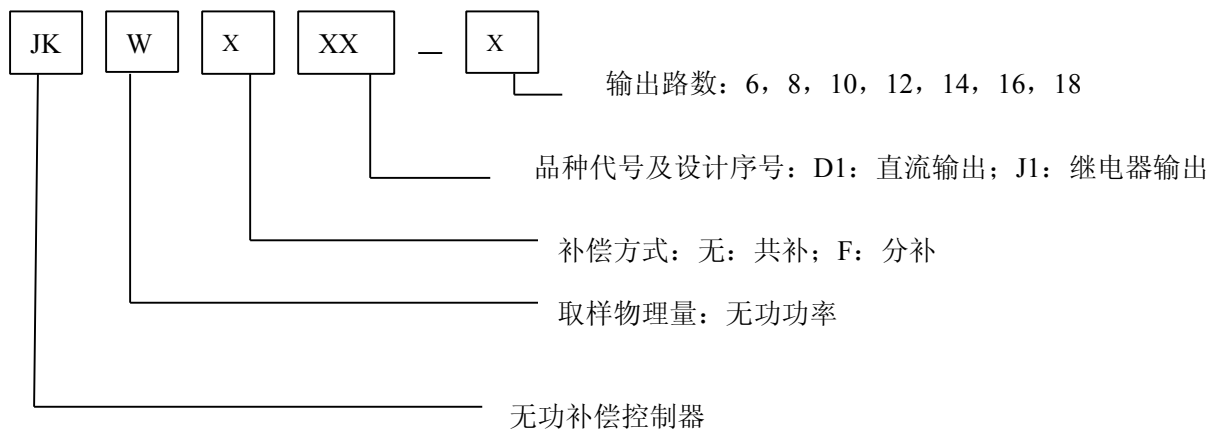 JK W X XX — X
输出路数：6，8，10，12，14，16，18
品种代号及设计序号：D1：直流输出；J1：继电器输出
补偿方式：无：共补；F：分补
取样物理量：无功功率
无功补偿控制器